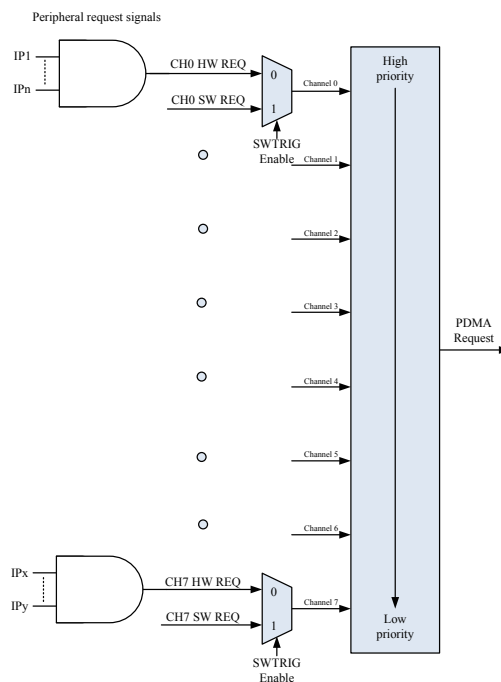 Peripheral request signals
IP1
IPn
CH0 HW REQ
CH0 SW REQ
0
1
SWTRIG
Enable
Channel 0
High
priority
Channel 1
Channel 2
Channel 3
PDMA
Request
Channel 4
Channel 5
Channel 6
IPx
IPy
CH7 HW REQ
CH7 SW REQ
0
1
SWTRIG
Enable
Channel 7
Low
priority